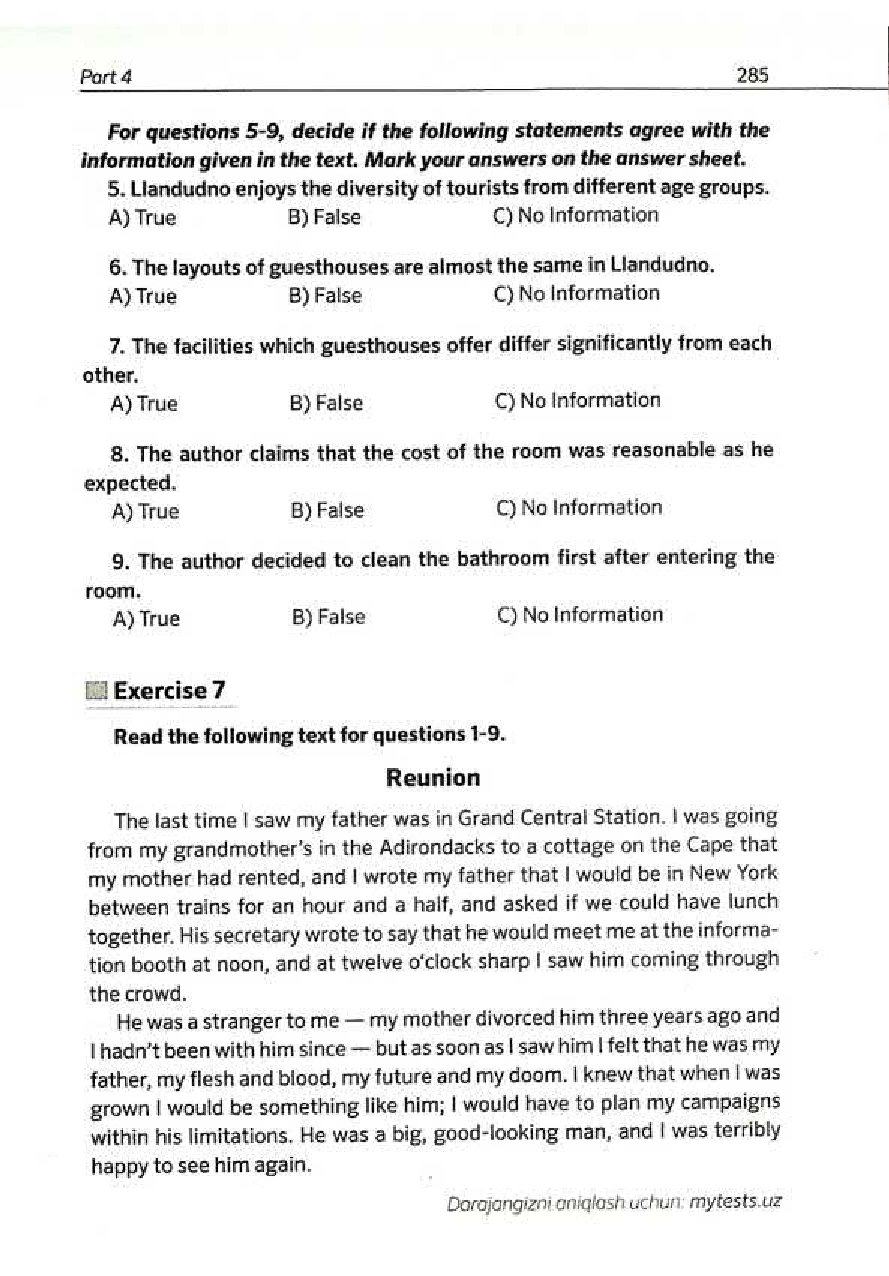 Part 4 285
For questions 5-9, decide if the following statements agree with the
information given in the text. Mark your answers on the answer sheet.
5. Llandudno enjoys the diversity of tourists from different age groups.
A) True B) False C) No Information
6. The layouts of guesthouses are almost the same in Llandudno.
A) True B) False C) No Information
7. The facilities which guesthouses offer differ significantly from each
other.
A) True B) False C) No Information
8. The author claims that the cost of the room was reasonable as he
expected.
A) True B) False C) No Information
9. The author decided to clean the bathroom first after entering the
room.
A) True B) False C) No Information
Exercise 7
Read the following text for questions 1-9.
Reunion
The last time I saw my father was in Grand Central Station. I was going
from my grandmother's in the Adirondacks to a cottage on the Cape that
my mother had rented, and I wrote my father that I would be in New York
between trains for an hour and a half, and asked if we could have lunch
together. His secretary wrote to say that he would meet me at the informa-
tion booth at noon, and at twelve o'clock sharp I saw him coming through
the crowd.
He was a stranger to me — my mother divorced him three years ago and
I hadn't been with him since — but as soon as I saw him I felt that he was my
father, my flesh and blood, my future and my doom. I knew that when I was
grown I would be something like him; I would have to plan my campaigns
within his limitations. He was a big, good-looking man, and I was terribly
happy to see him again.
Darajangizni aniqlash uchun: mytests.uz